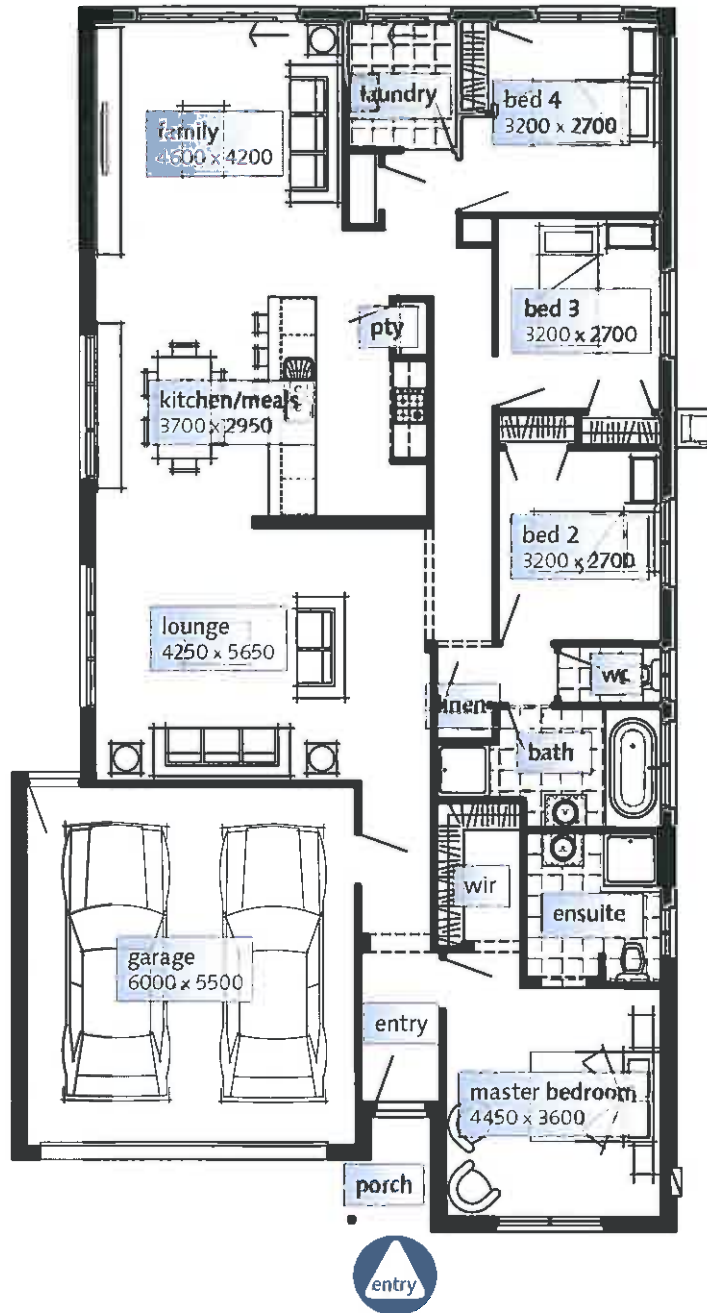 family
4600 x 4200
laundry
bed 4
3200 x 2700
bed 3
3200 x 2700
pty
kitchen/meals
3700 x 2950
bed 2
3200 x 2700
lounge
4250 x 5650
wc
linen
bath
wir
ensuite
garage
6000 x 5500
entry
master bedroom
4450 x 3600
porch
entry